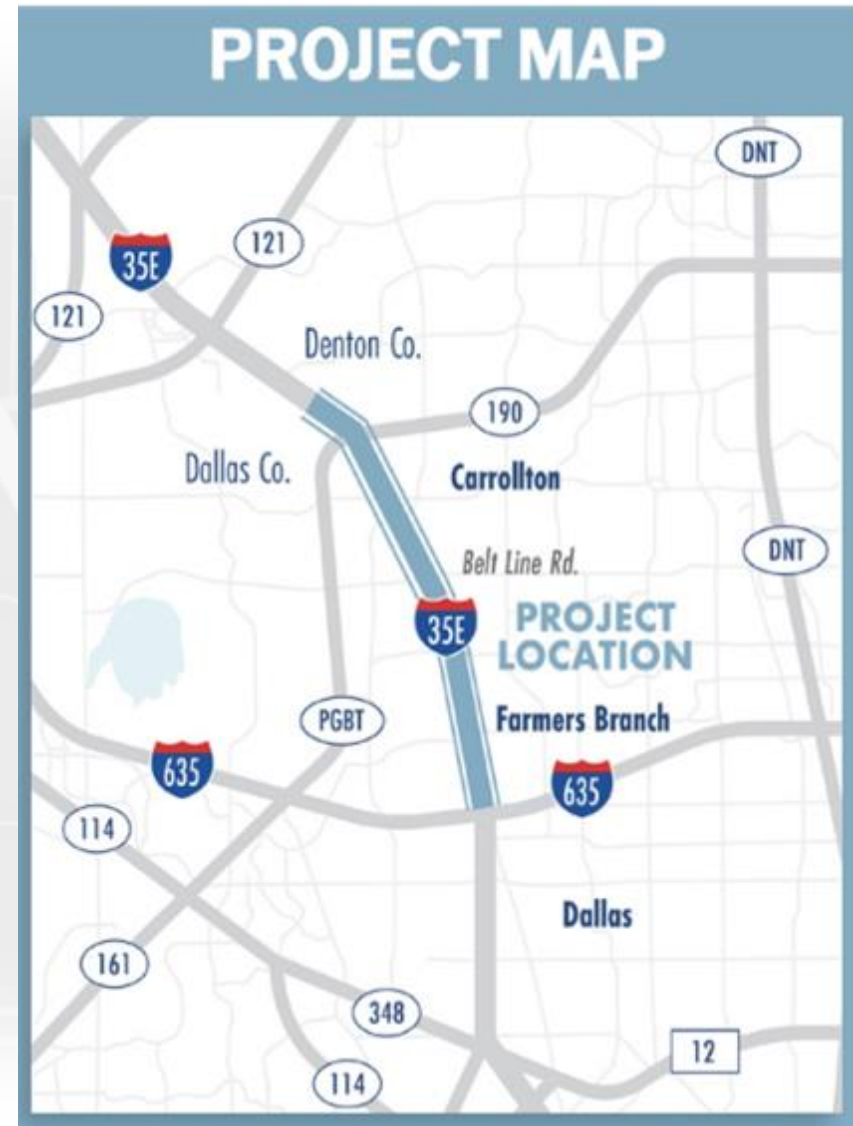 PROJECT MAP
DNT
121
35E
121
Denton Co.
190
Dallas Co.
Carrollton
DNT
Belt Line Rd.
35E
PROJECT
LOCATION
PGBT
Farmers Branch
635
635
114
Dallas
161
348
12
114